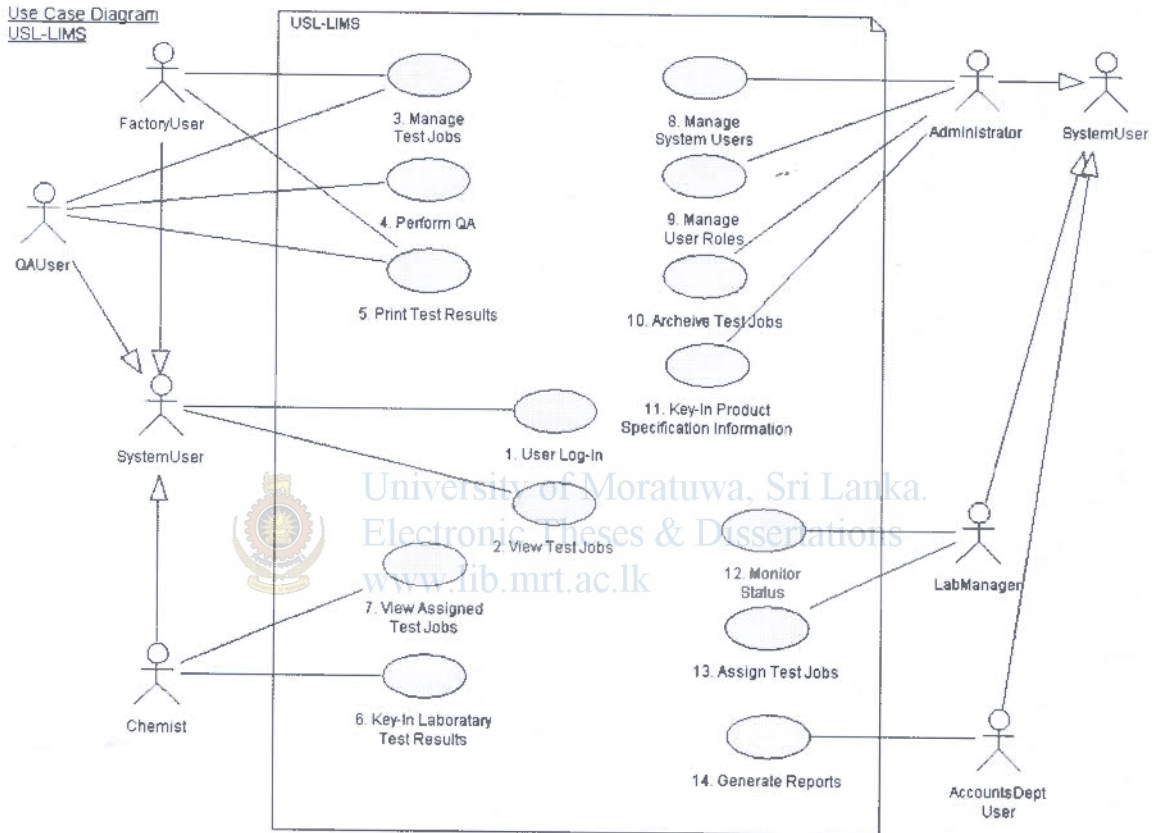 Use Case Diagram
USL-LIMS
USL-LIMS
FactoryUser
3. Manage
Test Jobs
8. Manage
System Users
Administrator
SystemUser
QAUser
4. Perform QA
9. Manage
User Roles
5. Print Test Results
10. Archeive Test Jobs
SystemUser
1. User Log-In
11. Key-In Product
Specification Information
University of Moratuwa, Sri Lanka.
Electronic Theses & Dissertations
www.lib.mrt.ac.lk
2. View Test Jobs
7. View Assigned
Test Jobs
12. Monitor
Status
LabManager
Chemist
6. Key-In Laboratary
Test Results
13. Assign Test Jobs
14. Generate Reports
AccountsDept
User